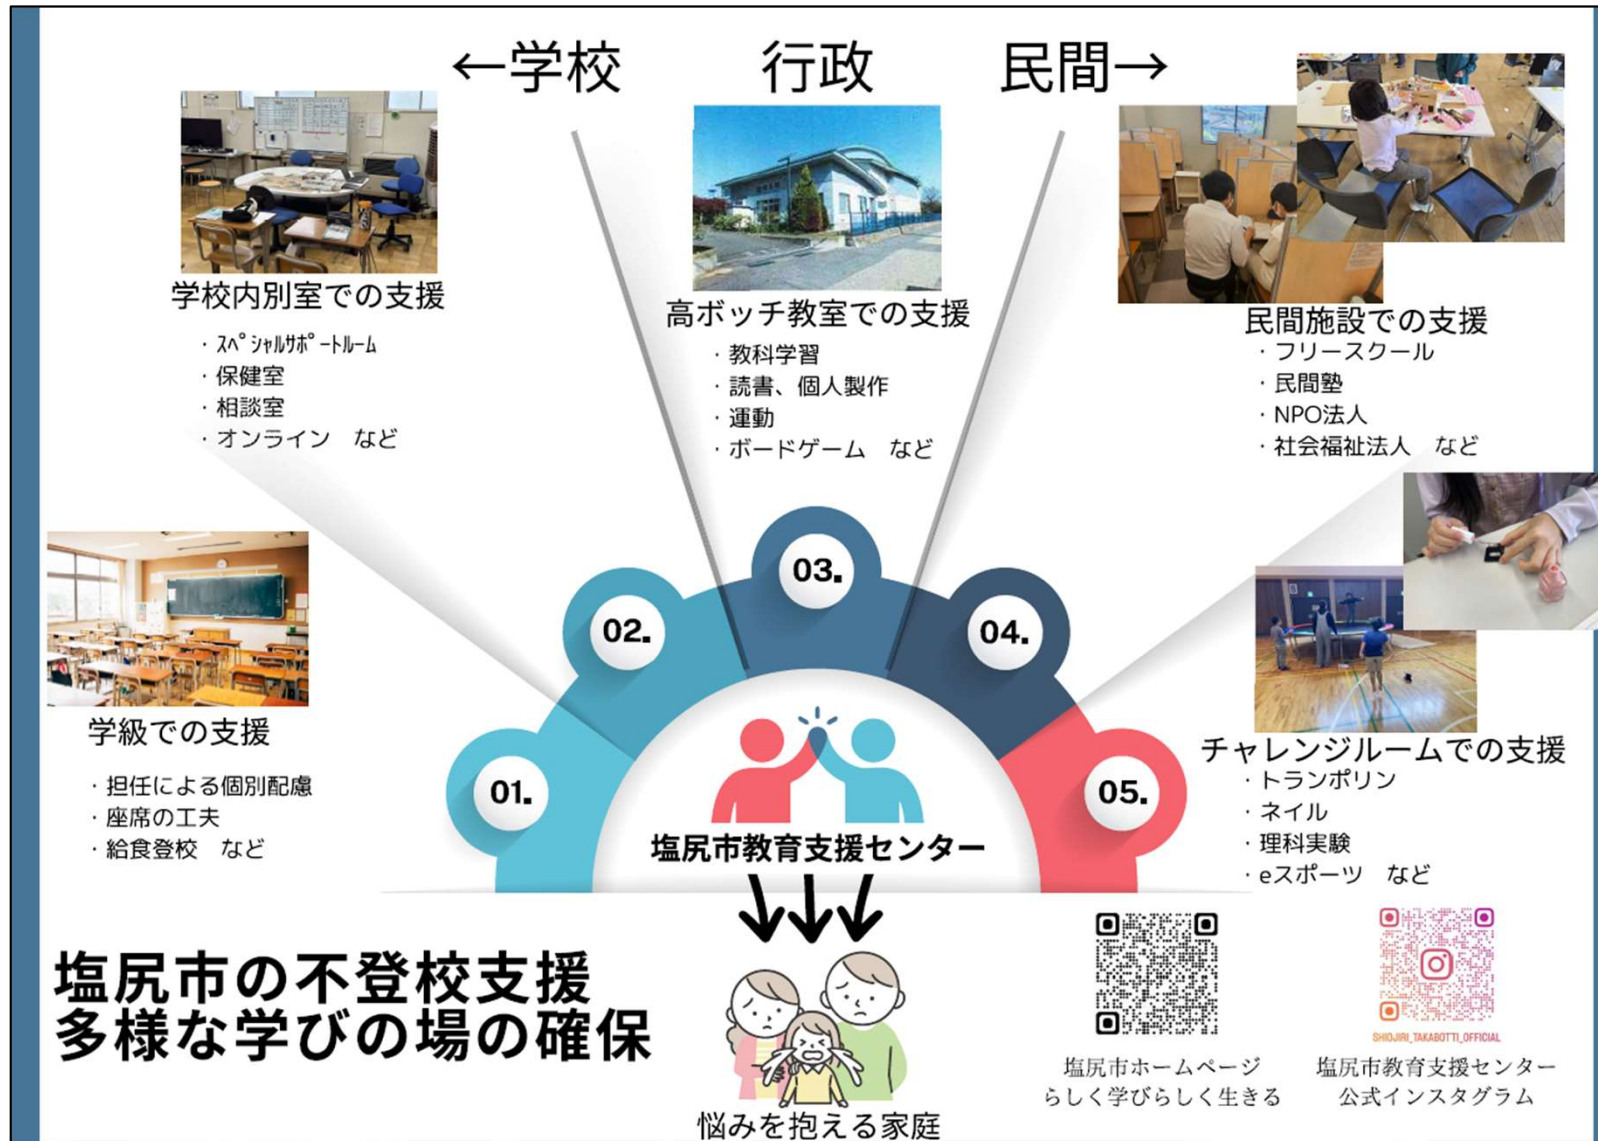 ←学校　行政　民間→
学校内別室での支援
・ｽﾍﾟｼｬﾙｻﾎﾟｰﾄﾙｰﾑ
・保健室
・相談室
・オンライン　など
高ボッチ教室での支援
・教科学習
・読書、個人製作
・運動
・ボードゲーム　など
民間施設での支援
・フリースクール
・民間塾
・NPO法人
・社会福祉法人　など
学級での支援
・担任による個別配慮
・座席の工夫
・給食登校　など
01.
02.
03.
04.
05.
チャレンジルームでの支援
・トランポリン
・ネイル
・理科実験
・eスポーツ　など
塩尻市教育支援センター
塩尻市の不登校支援
多様な学びの場の確保
悩みを抱える家庭
塩尻市ホームページ
らしく学びらしく生きる
SHIOJIRI_TAKABOTTI_OFFICIAL
塩尻市教育支援センター
公式インスタグラム